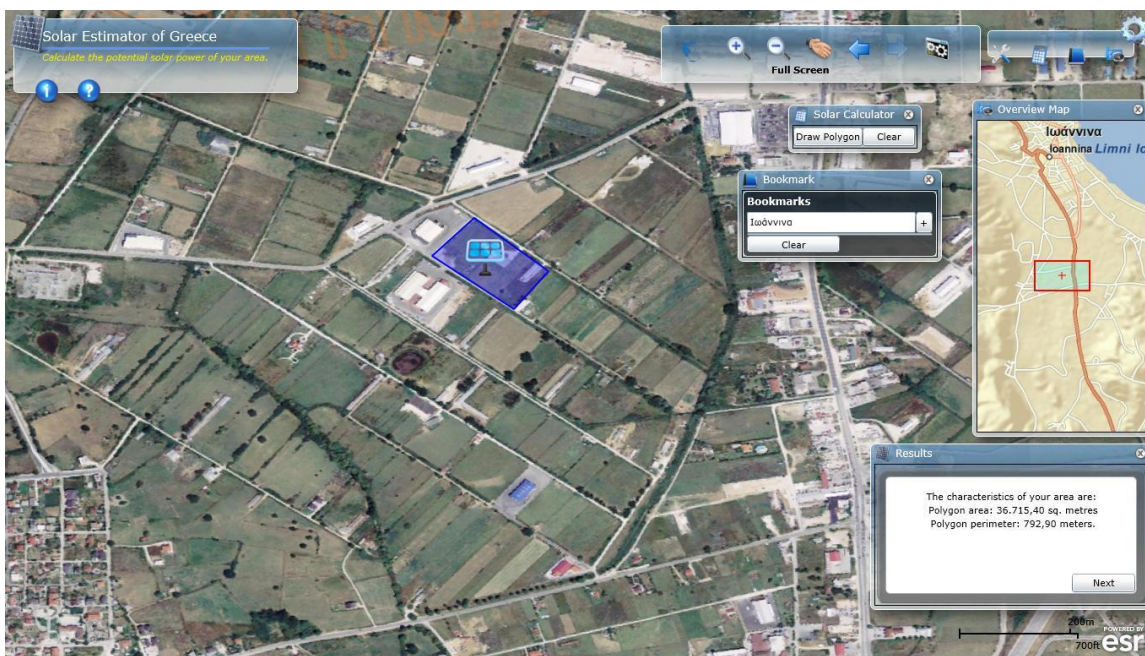 Solar Estimator of Greece
Calculate the potential solar power of your area.
i
?
Full Screen
Solar Calculator
Draw Polygon
Clear
Bookmark
Bookmarks
Ιωάννινα
+
Clear
Overview Map
Ιωάννινα
Ioannina
Limni Io
Results
The characteristics of your area are:
Polygon area: 36.715,40 sq. metres
Polygon perimeter: 792,90 meters.
Next
200m
700ft
POWERED BY
esr